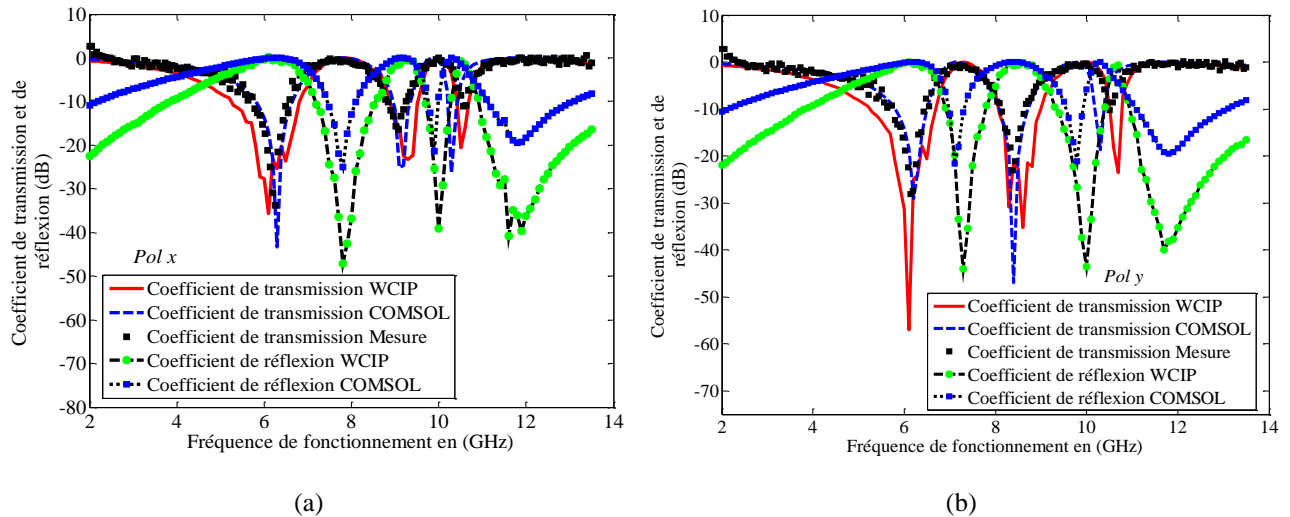 10
0
-10
-20
-30
-40
-50
-60
-70
-80
2
4
6
8
10
12
14
Coefficient de transmission et de
réflexion (dB)
Fréquence de fonctionnement en (GHz)
Pol x
Coefficient de transmission WCIP
Coefficient de transmission COMSOL
Coefficient de transmission Mesure
Coefficient de réflexion WCIP
Coefficient de réflexion COMSOL
(a)
10
0
-10
-20
-30
-40
-50
-60
-70
2
4
6
8
10
12
14
Coefficient de transmission et de
réflexion (dB)
Fréquence de fonctionnement en (GHz)
Pol y
Coefficient de transmission WCIP
Coefficient de transmission COMSOL
Coefficient de transmission Mesure
Coefficient de réflexion WCIP
Coefficient de réflexion COMSOL
(b)